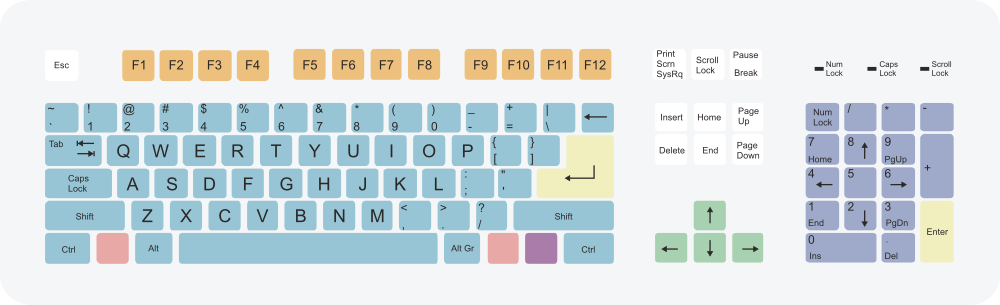 Esc F1 F2 F3 F4 F5 F6 F7 F8 F9 F10 F11 F12
Print
Scrn
SysRq
Scroll
Lock
Pause
Break
Num
Lock
Caps
Lock
Scroll
Lock
~ ! @ # $ % ^ & * ( ) _ + |
` 1 2 3 4 5 6 7 8 9 0 - = \
Insert Home Page
Up
Num
Lock
/ * -
Tab Q W E R T Y U I O P { }
[ ]
Delete End Page
Down
7 8 9
Home PgUp
+
Caps
Lock
A S D F G H J K L : "
; '
4 5 6
Shift Z X C V B N M < > ? Shift
, . /
1 2 3
End PgDn
Enter
Ctrl Alt Alt Gr Ctrl
0 .
Ins Del